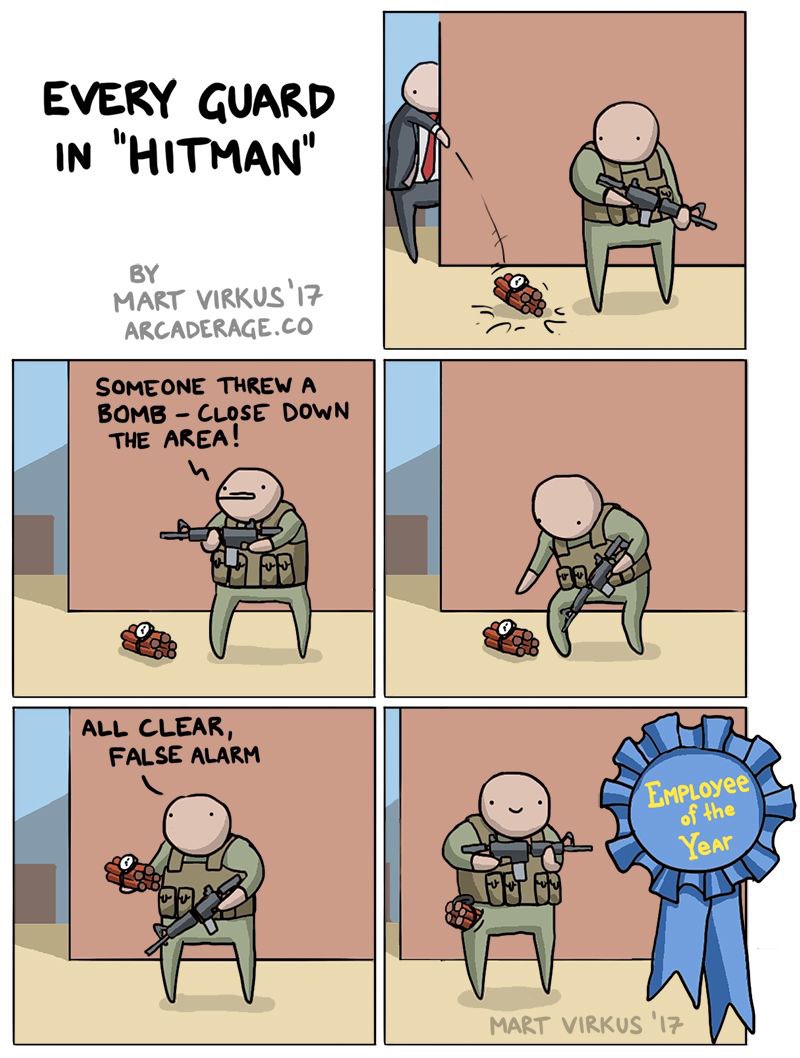 EVERY GUARD
IN "HITMAN"
BY
MART VIRKUS '17
ARCADERAGE.CO
SOMEONE THREW A
BOMB – CLOSE DOWN
THE AREA!
ALL CLEAR,
FALSE ALARM
EMPLOYEE
of the
YEAR
MART VIRKUS '17